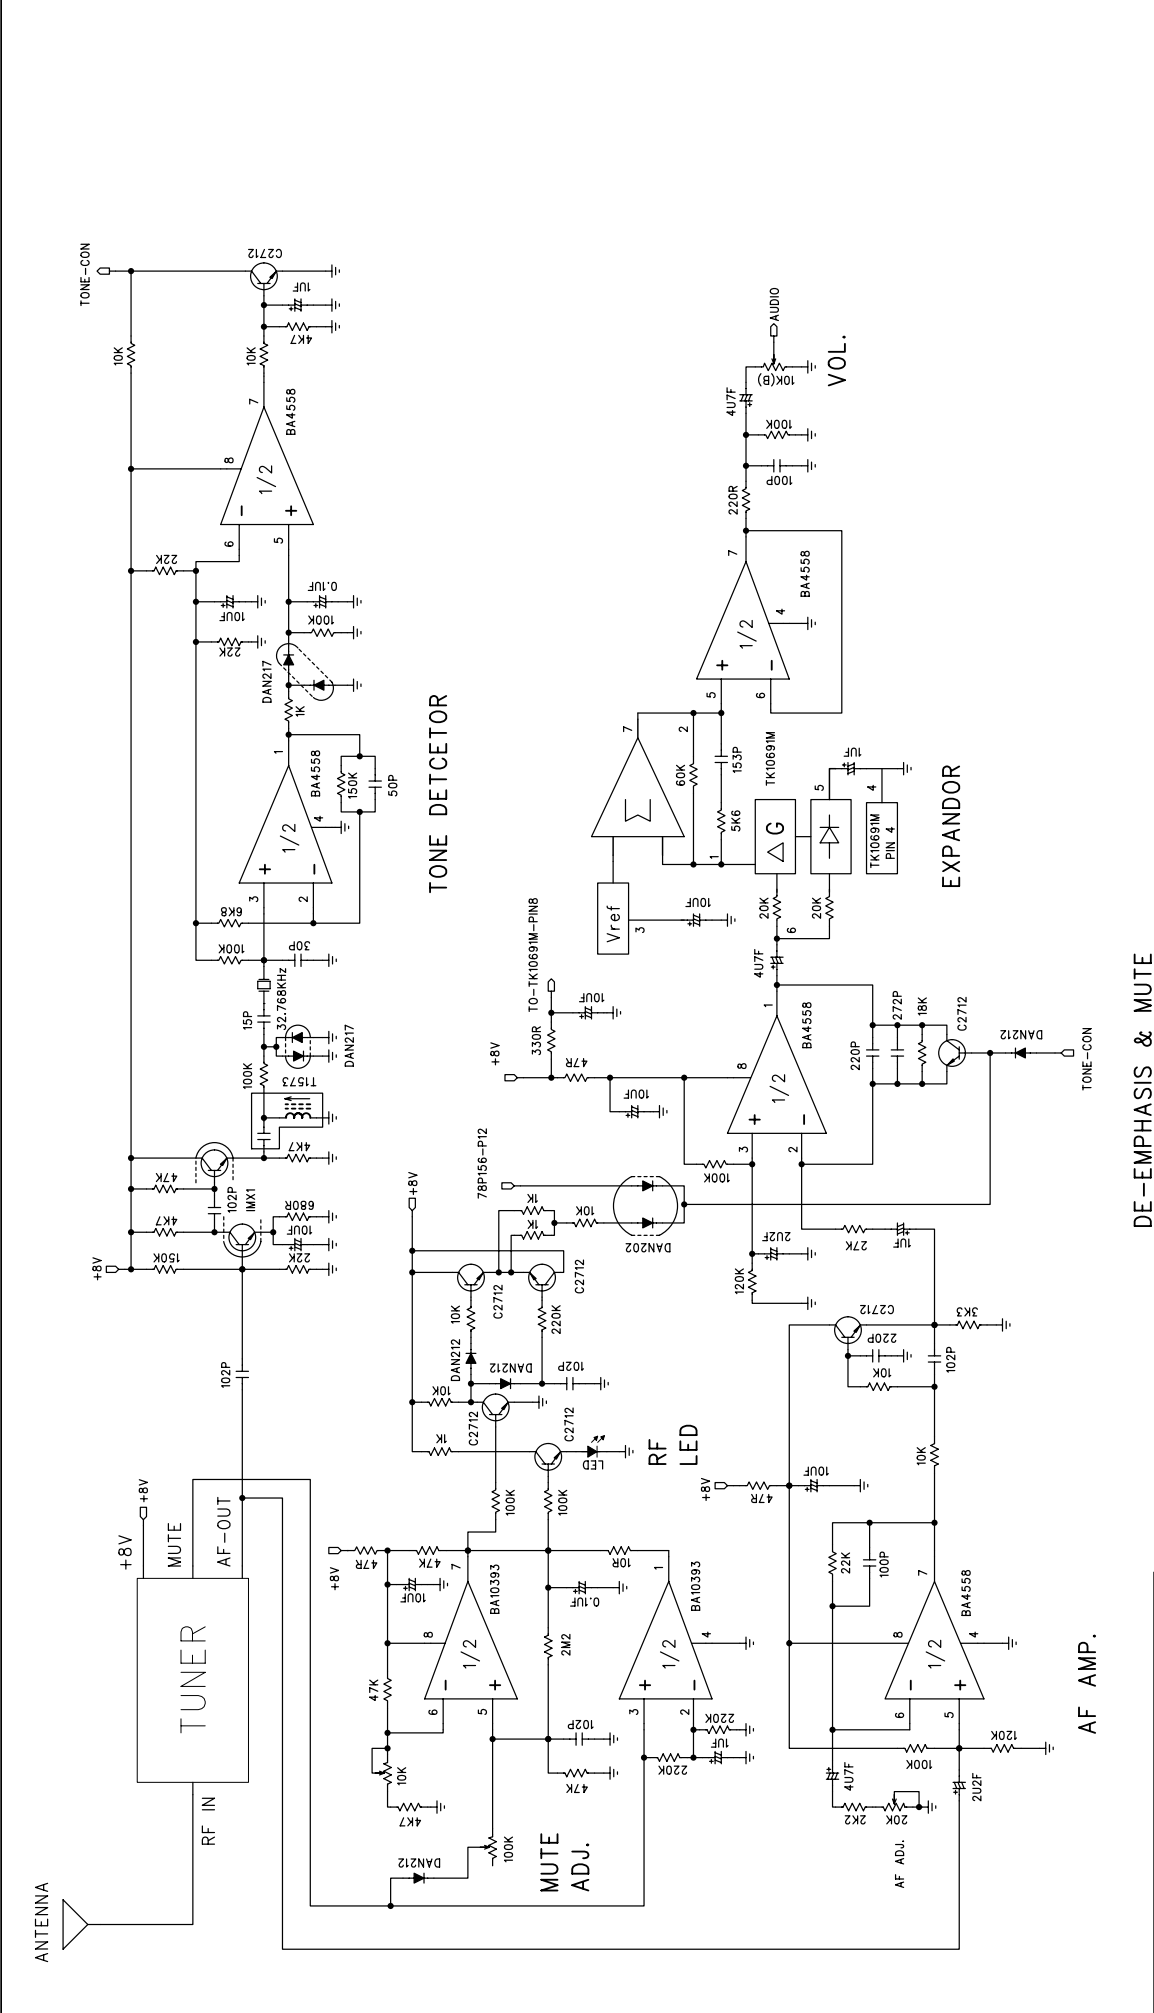 ANTENNA
RF IN
TUNER
+8V
+8V
MUTE
AF-OUT
102P
+8V
150K
4K7
47K
102P
IMX1
22K
10UF
680R
4K7
T1573
100K
15P
32.768KHz
DAN217
100K
6K8
30P
3
2
1
4
1/2
BA4558
150K
50P
1K
DAN217
22K
10UF
100K
0.1UF
22K
6
5
8
7
1/2
BA4558
10K
10K
4K7
1UF
C2712
TONE-CON
TONE DETCETOR
DAN212
100K
MUTE
ADJ.
4K7
10K
47K
+8V
47R
10UF
47K
6
5
8
7
1/2
BA10393
47K
102P
2M2
0.1UF
10R
220K
1UF
220K
3
2
1
4
1/2
BA10393
100K
100K
1K
10K
C2712
C2712
LED
RF
LED
DAN212
DAN212
102P
10K
220K
C2712
C2712
+8V
1K
1K
10K
78P156-P12
DAN202
AF ADJ.
2K2
20K
4U7F
2U2F
100K
120K
6
5
8
7
4
1/2
BA4558
22K
100P
+8V
47R
10UF
10K
10K
220P
C2712
102P
3K3
AF AMP.
120K
2U2F
100K
27K
1UF
+8V
330R
TO-TK10691M-PIN8
10UF
47R
10UF
3
2
8
1
1/2
BA4558
220P
272P
18K
C2712
DAN212
TONE-CON
DE-EMPHASIS & MUTE
4U7F
6
20K
20K
Vref
3
10UF
Σ
7
1
2
60K
5K6
153P
△G
TK10691M
5
1UF
4
TK10691M
PIN 4
EXPANDOR
5
6
7
4
1/2
BA4558
220R
100P
100K
4U7F
10K(B)
AUDIO
VOL.